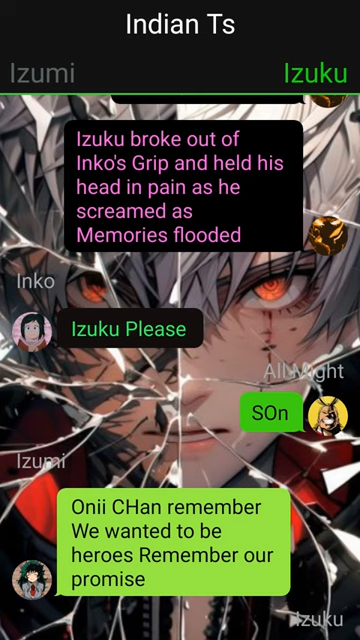 Indian Ts
Izumi
Izuku
Izuku broke out of
Inko's Grip and held his
head in pain as he
screamed as
Memories flooded
Inko
Izuku Please
All Might
SOn
Izumi
Onii CHan remember
We wanted to be
heroes Remember our
promise
Izuku